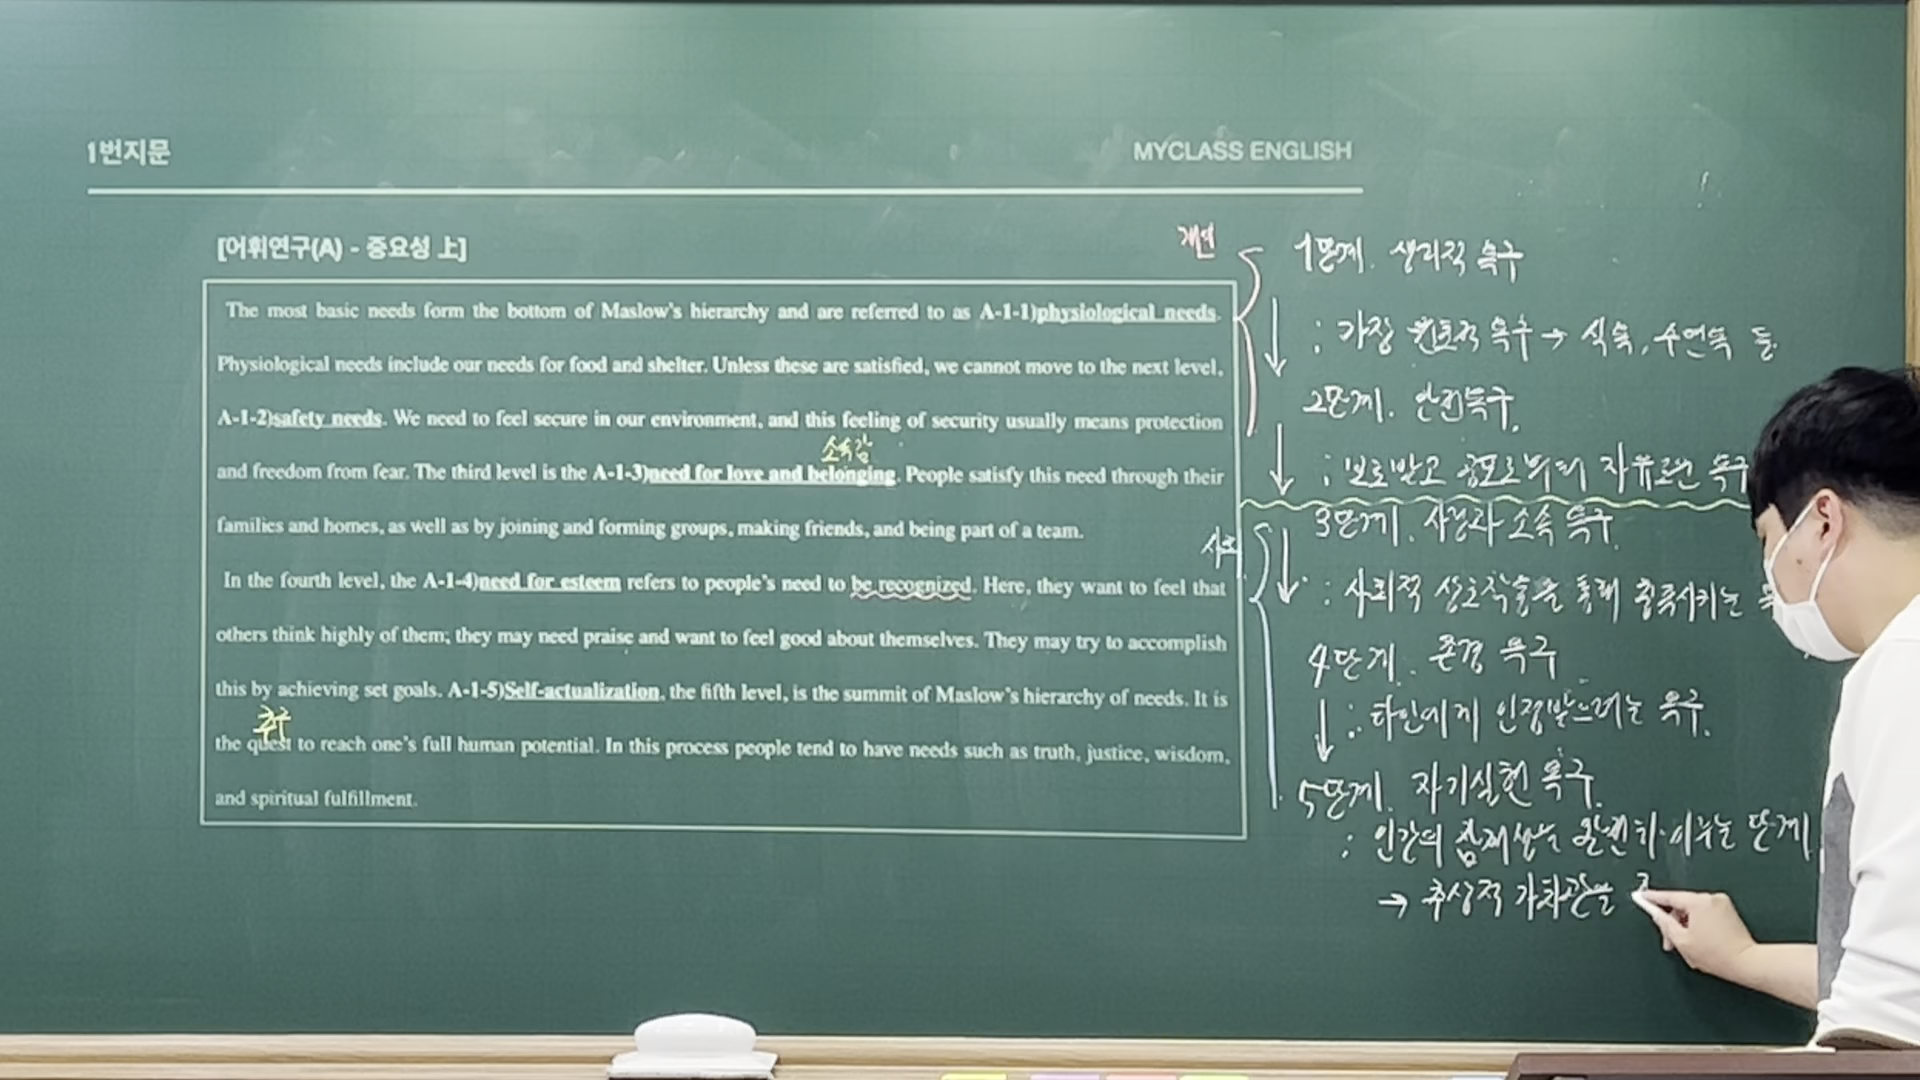 1번지문
MYCLASS ENGLISH
[어휘연구(A) - 중요성 上]
The most basic needs form the bottom of Maslow's hierarchy and are referred to as A-1-1)physiological needs.
Physiological needs include our needs for food and shelter. Unless these are satisfied, we cannot move to the next level,
A-1-2)safety needs. We need to feel secure in our environment, and this feeling of security usually means protection
소속감
and freedom from fear. The third level is the A-1-3)need for love and belonging. People satisfy this need through their
families and homes, as well as by joining and forming groups, making friends, and being part of a team.
In the fourth level, the A-1-4)need for esteem refers to people's need to be recognized. Here, they want to feel that
others think highly of them; they may need praise and want to feel good about themselves. They may try to accomplish
this by achieving set goals. A-1-5)Self-actualization, the fifth level, is the summit of Maslow's hierarchy of needs. It is
추구
the quest to reach one's full human potential. In this process people tend to have needs such as truth, justice, wisdom,
and spiritual fulfillment.
개인
1단계. 생리적 욕구
: 가장 기초적 욕구 → 식욕, 수면욕 등
2단계. 안전욕구.
: 보호받고 공포로부터 자유로운 욕구
3단계. 사랑과 소속 욕구.
: 사회적 상호작용을 통해 충족시키는
4단계. 존경 욕구
: 타인에게 인정받으려는 욕구.
5단계. 자기실현 욕구.
: 인간의 잠재성을 완전히 이루는 단계
→ 추상적 가치관을